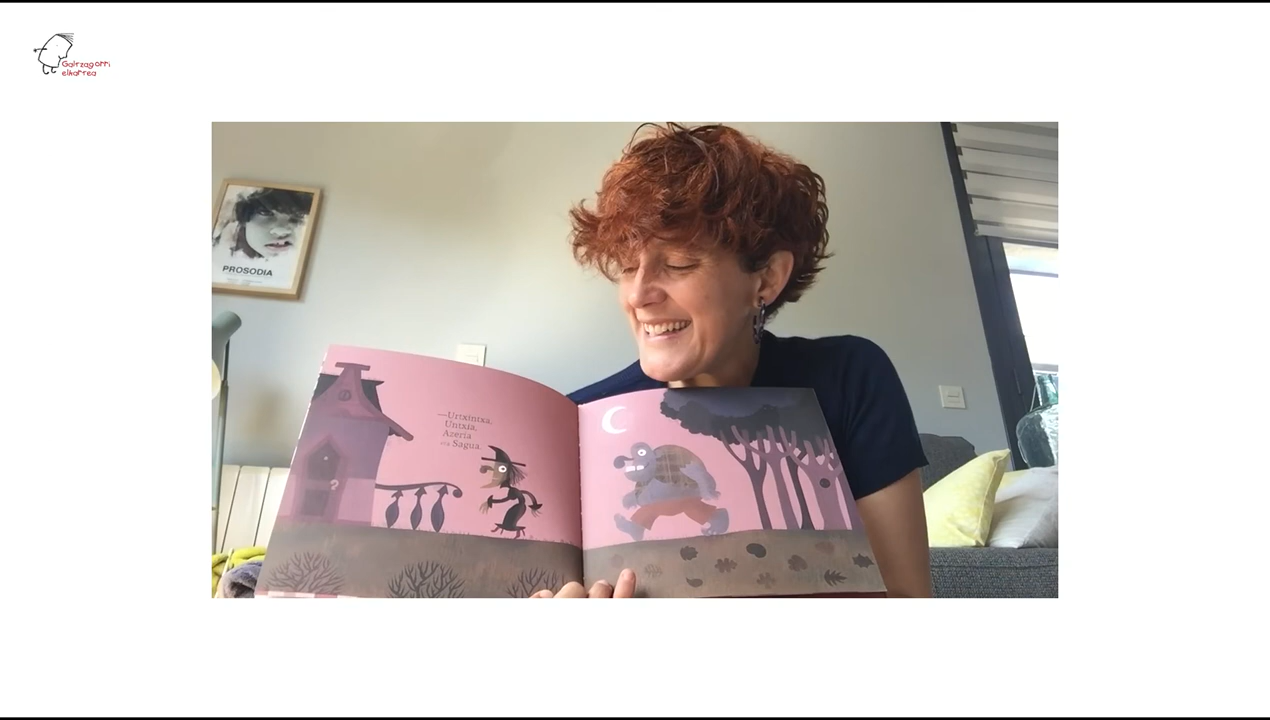 Galtzagorri
elkartea
PROSODIA
—Urtxintxa,
Untxia,
Azeria
eta Sagua.